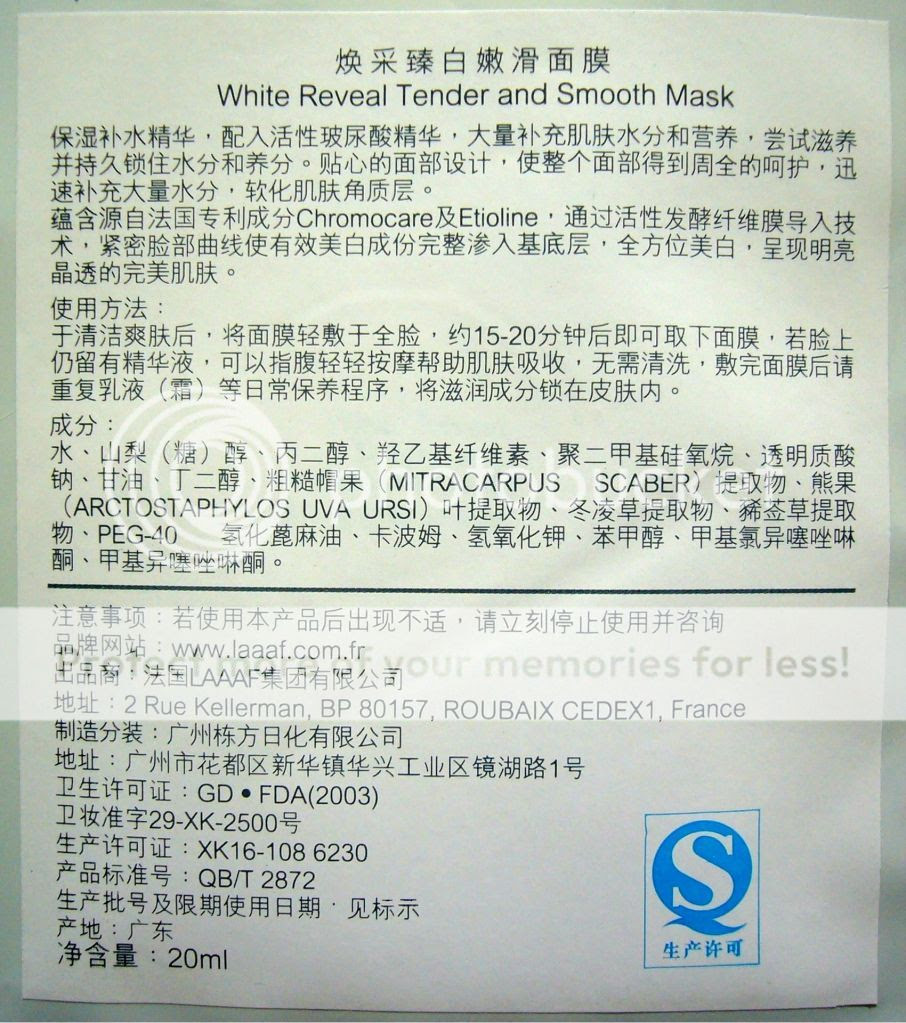 焕采臻白嫩滑面膜
White Reveal Tender and Smooth Mask
保湿补水精华，配入活性玻尿酸精华，大量补充肌肤水分和营养，尝试滋养
并持久锁住水分和养分。贴心的面部设计，使整个面部得到周全的呵护，迅
速补充大量水分，软化肌肤角质层。
蕴含源自法国专利成分Chromocare及Etioline，通过活性发酵纤维膜导入技
术，紧密脸部曲线使有效美白成份完整渗入基底层，全方位美白，呈现明亮
晶透的完美肌肤。
使用方法：
于清洁爽肤后，将面膜轻敷于全脸，约15-20分钟后即可取下面膜，若脸上
仍留有精华液，可以指腹轻轻按摩帮助肌肤吸收，无需清洗，敷完面膜后请
重复乳液（霜）等日常保养程序，将滋润成分锁在皮肤内。
成分：
水、山梨（糖）醇、丙二醇、羟乙基纤维素、聚二甲基硅氧烷、透明质酸
钠、甘油、丁二醇、粗糙帽果（MITRACARPUS SCABER）提取物、熊果
（ARCTOSTAPHYLOS UVA URSI）叶提取物、冬凌草提取物、豨莶草提取
物、PEG-40 氢化蓖麻油、卡波姆、氢氧化钾、苯甲醇、甲基氯异噻唑啉
酮、甲基异噻唑啉酮。
注意事项：若使用本产品后出现不适，请立刻停止使用并咨询
品牌网站：www.laaaf.com.fr
Protect more of your memories for less!
出品商：法国LAAAF集团有限公司
地址：2 Rue Kellerman, BP 80157, ROUBAIX CEDEX1, France
制造分装：广州栋方日化有限公司
地址：广州市花都区新华镇华兴工业区镜湖路1号
卫生许可证：GD•FDA(2003)
卫妆准字29-XK-2500号
生产许可证：XK16-108 6230
产品标准号：QB/T 2872
生产批号及限期使用日期：见标示
产地：广东
净含量：20ml
QS
生产许可